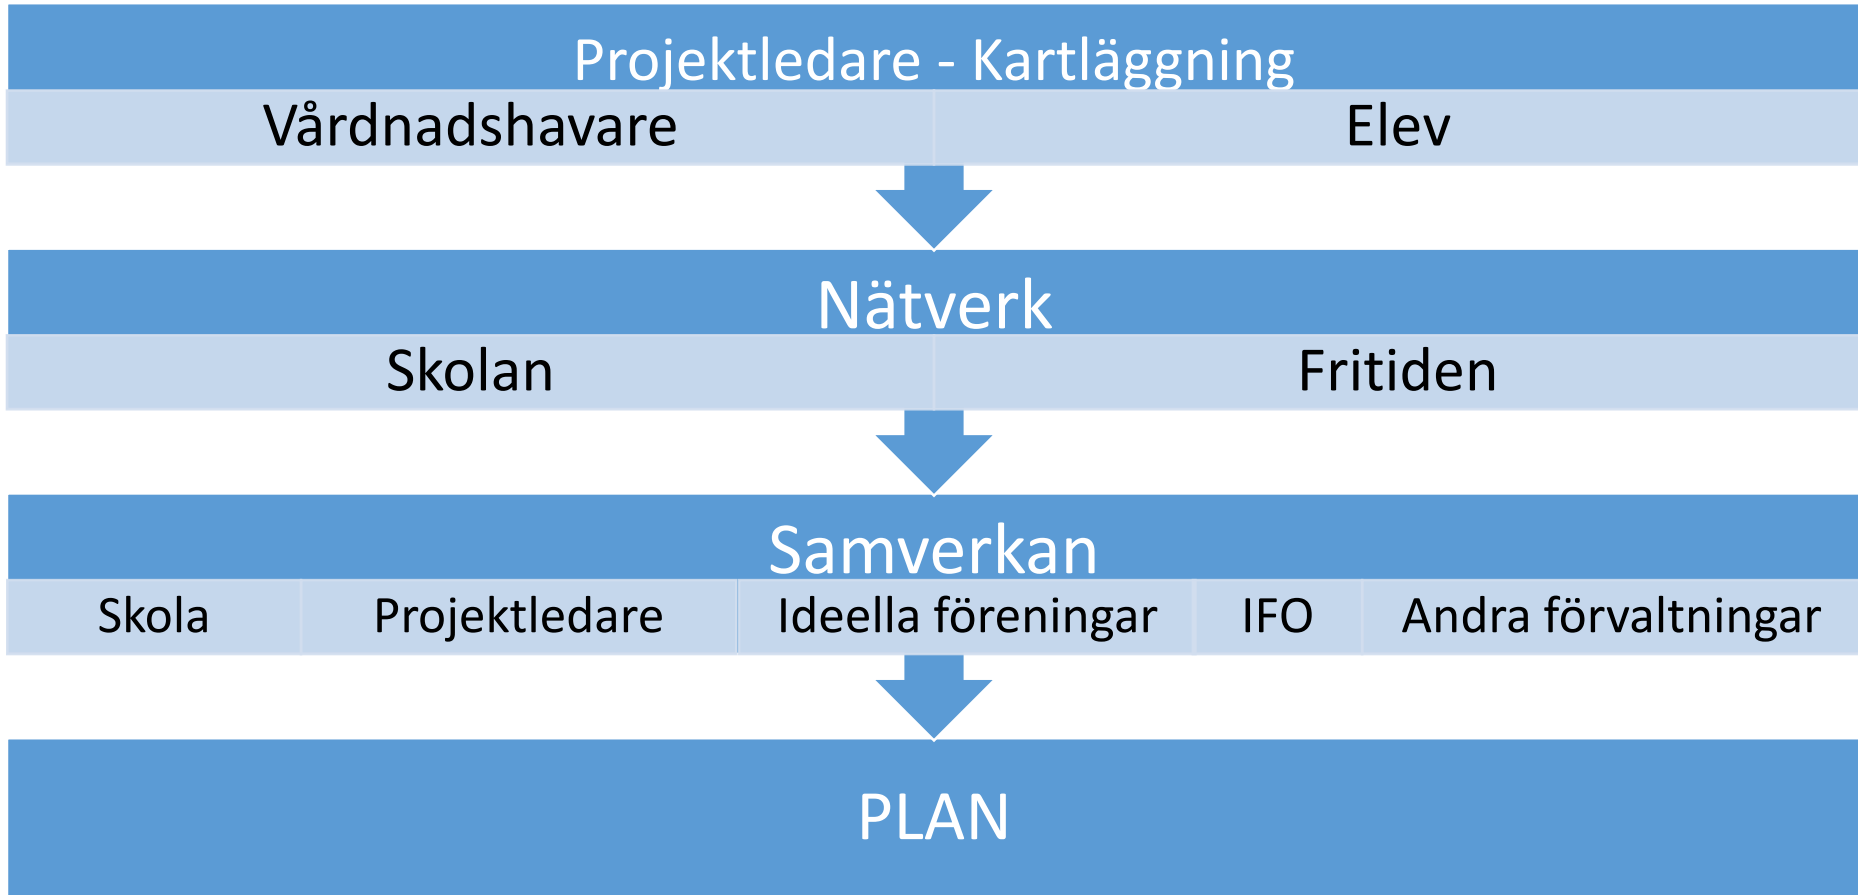 Projektledare - Kartläggning
Vårdnadshavare Elev
Nätverk
Skolan Fritiden
Samverkan
Skola Projektledare Ideella föreningar IFO Andra förvaltningar
PLAN